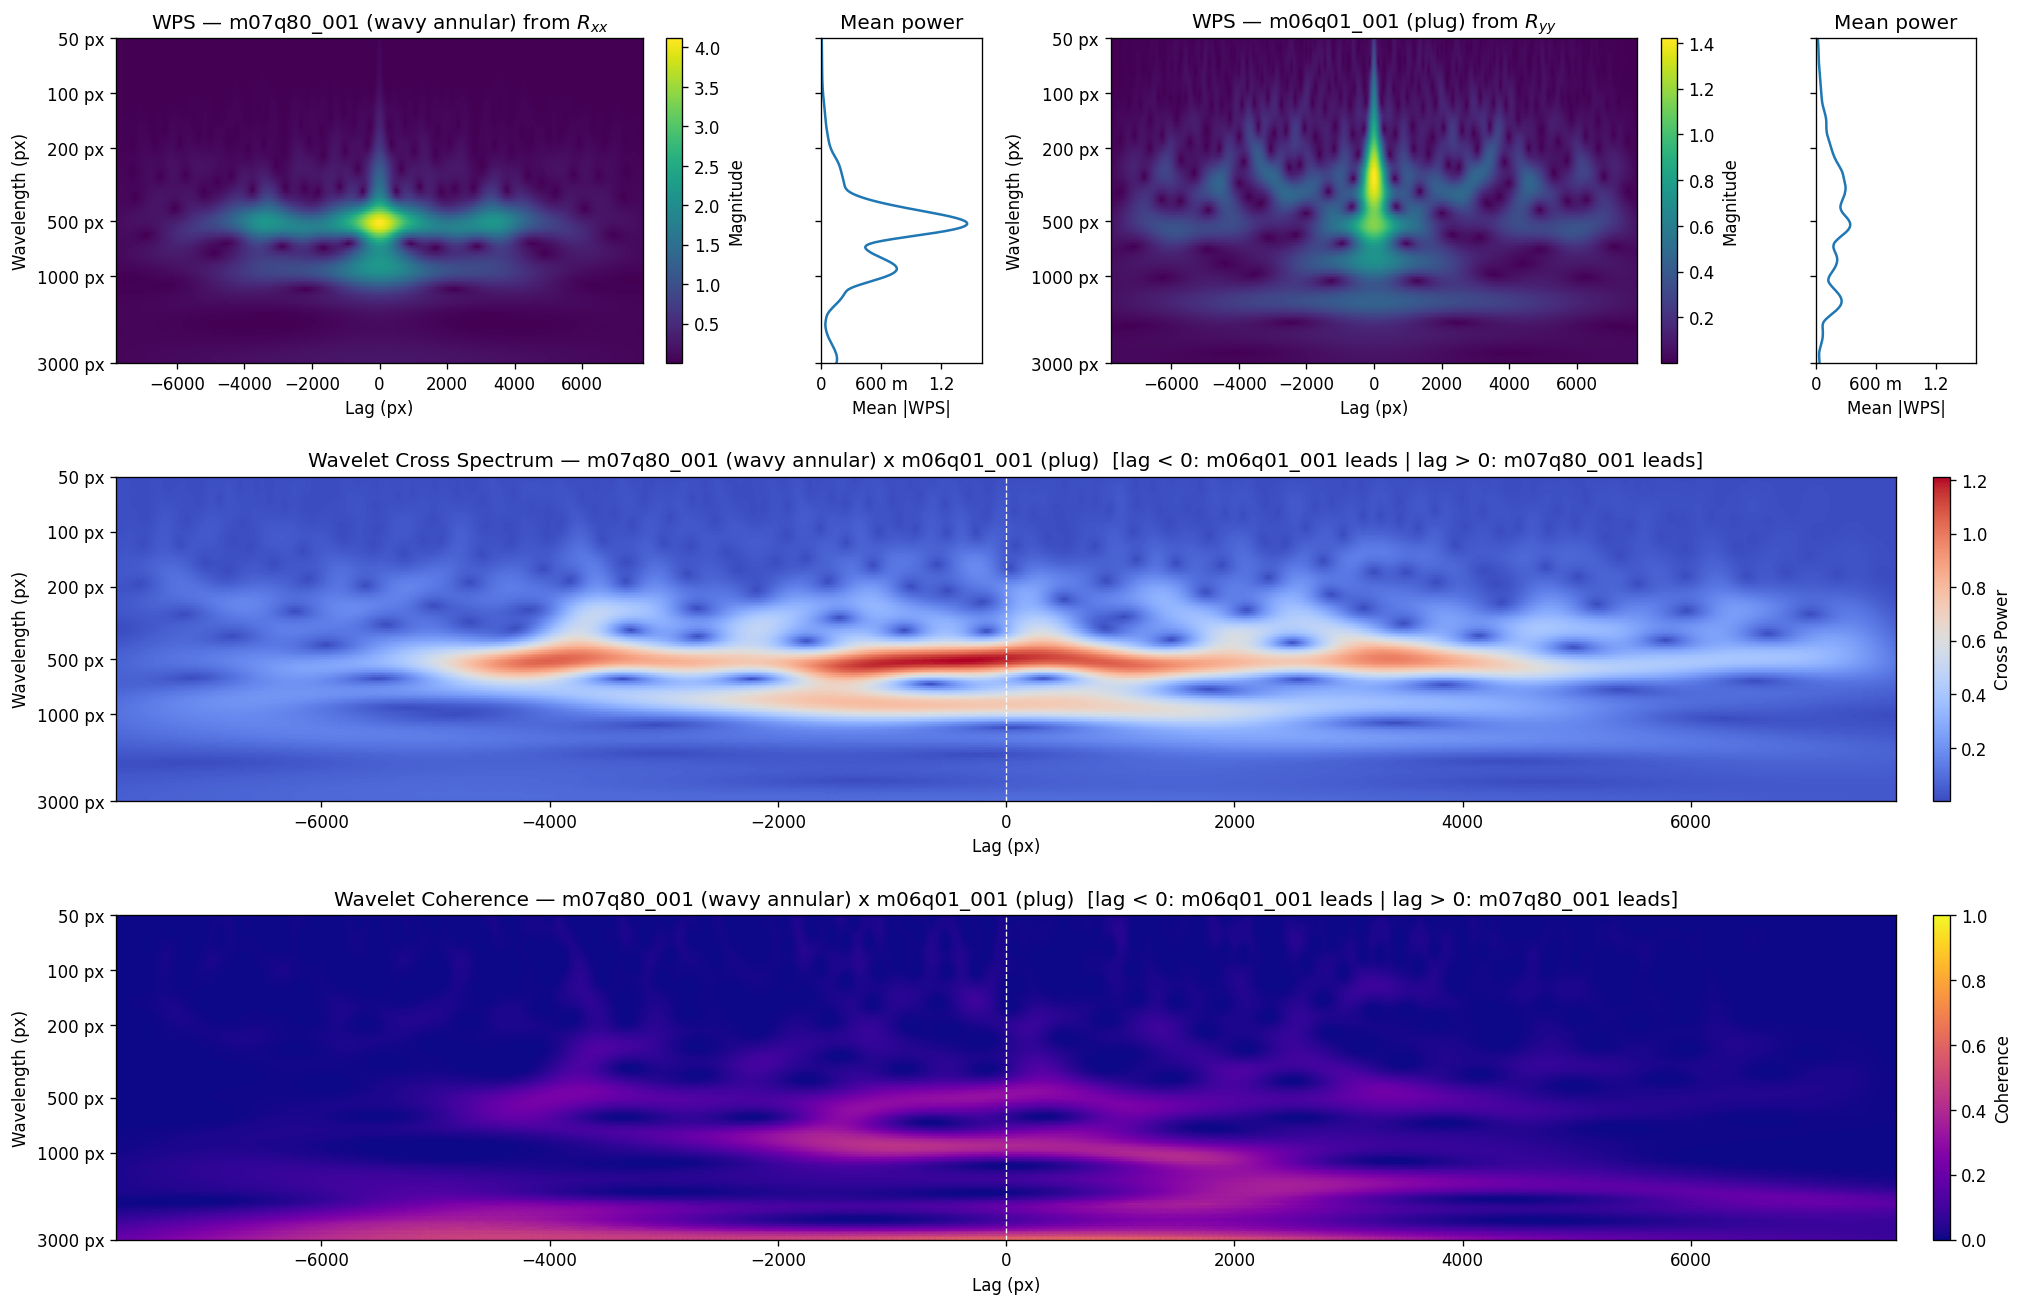 WPS — m07q80_001 (wavy annular) from Rxx
50 px
100 px
200 px
500 px
1000 px
3000 px
Wavelength (px)
−6000 −4000 −2000 0 2000 4000 6000
Lag (px)
4.0
3.5
3.0
2.5
2.0
1.5
1.0
0.5
Magnitude
Mean power
0 600 m 1.2
Mean |WPS|
WPS — m06q01_001 (plug) from Ryy
50 px
100 px
200 px
500 px
1000 px
3000 px
Wavelength (px)
−6000 −4000 −2000 0 2000 4000 6000
Lag (px)
1.4
1.2
1.0
0.8
0.6
0.4
0.2
Magnitude
Mean power
0 600 m 1.2
Mean |WPS|
Wavelet Cross Spectrum — m07q80_001 (wavy annular) x m06q01_001 (plug) [lag < 0: m06q01_001 leads | lag > 0: m07q80_001 leads]
50 px
100 px
200 px
500 px
1000 px
3000 px
Wavelength (px)
−6000 −4000 −2000 0 2000 4000 6000
Lag (px)
1.2
1.0
0.8
0.6
0.4
0.2
Cross Power
Wavelet Coherence — m07q80_001 (wavy annular) x m06q01_001 (plug) [lag < 0: m06q01_001 leads | lag > 0: m07q80_001 leads]
50 px
100 px
200 px
500 px
1000 px
3000 px
Wavelength (px)
−6000 −4000 −2000 0 2000 4000 6000
Lag (px)
1.0
0.8
0.6
0.4
0.2
0.0
Coherence